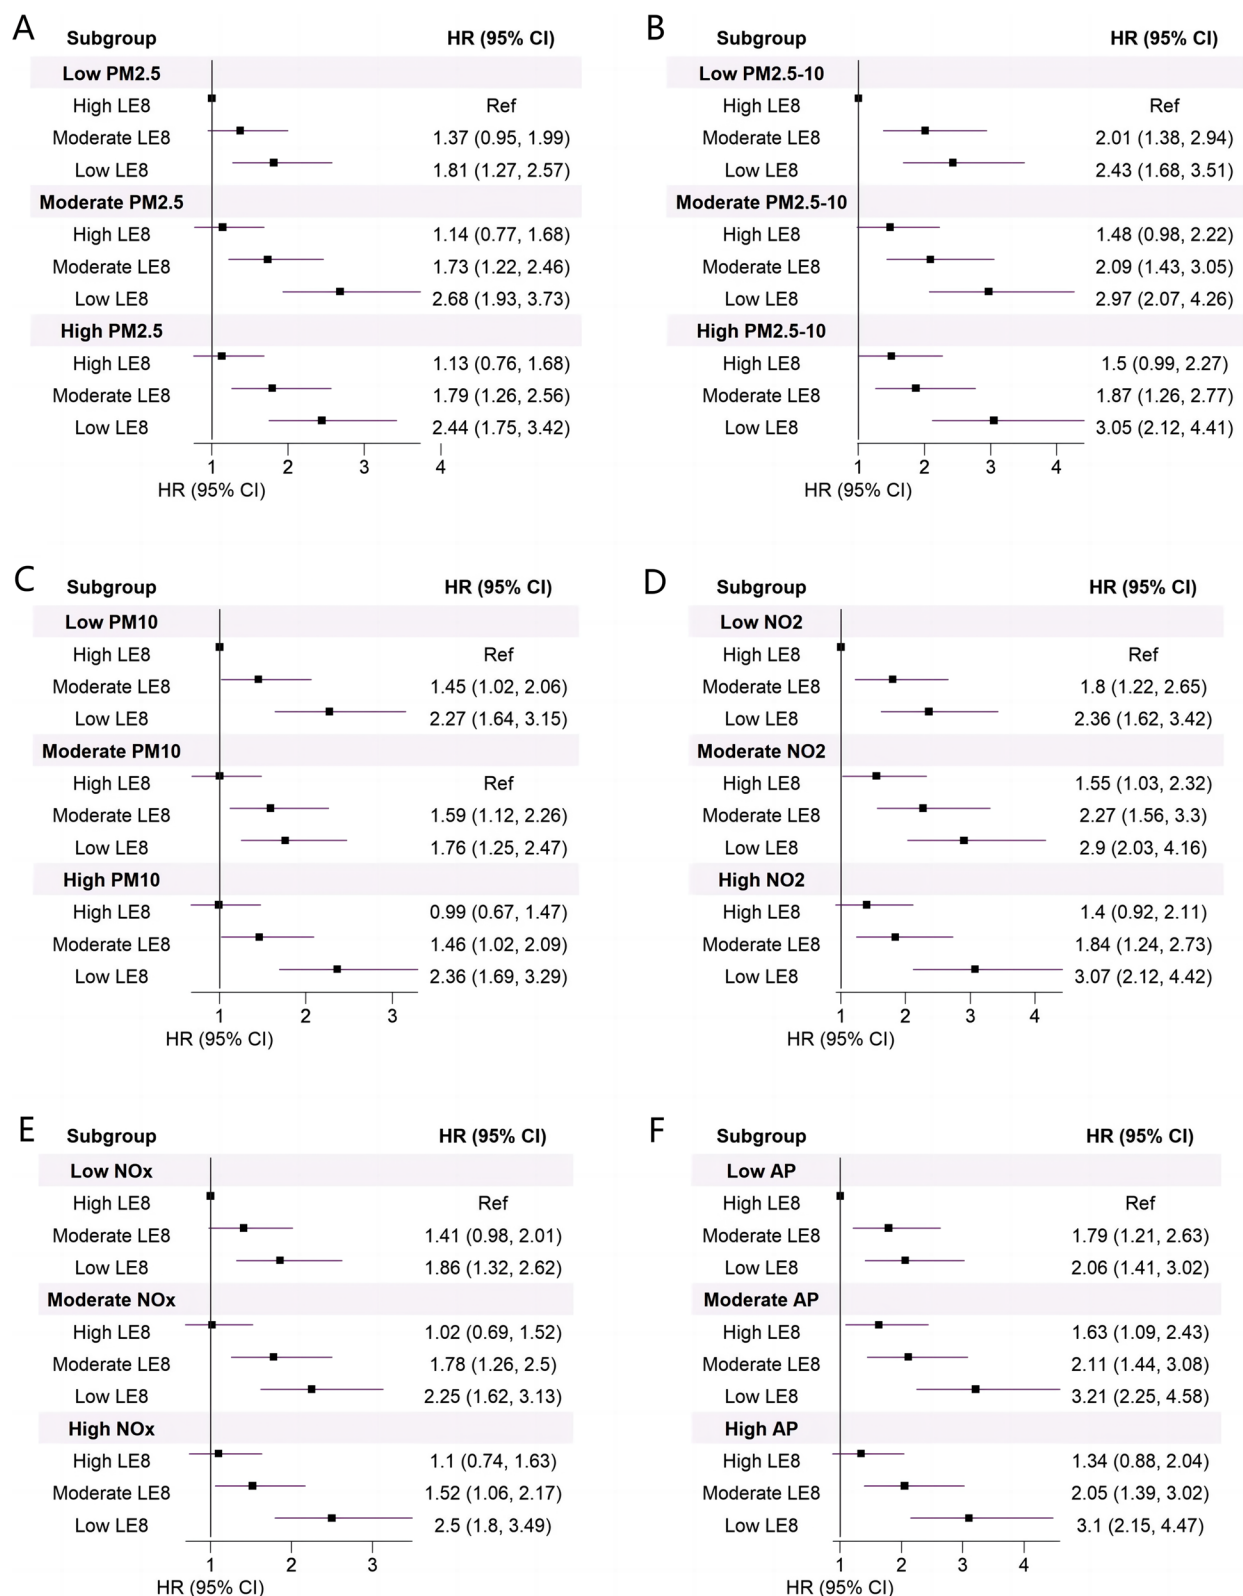 A
Subgroup HR (95% CI)
Low PM2.5
High LE8 Ref
Moderate LE8 1.37 (0.95, 1.99)
Low LE8 1.81 (1.27, 2.57)
Moderate PM2.5
High LE8 1.14 (0.77, 1.68)
Moderate LE8 1.73 (1.22, 2.46)
Low LE8 2.68 (1.93, 3.73)
High PM2.5
High LE8 1.13 (0.76, 1.68)
Moderate LE8 1.79 (1.26, 2.56)
Low LE8 2.44 (1.75, 3.42)
1 2 3 4
HR (95% CI)
B
Subgroup HR (95% CI)
Low PM2.5-10
High LE8 Ref
Moderate LE8 2.01 (1.38, 2.94)
Low LE8 2.43 (1.68, 3.51)
Moderate PM2.5-10
High LE8 1.48 (0.98, 2.22)
Moderate LE8 2.09 (1.43, 3.05)
Low LE8 2.97 (2.07, 4.26)
High PM2.5-10
High LE8 1.5 (0.99, 2.27)
Moderate LE8 1.87 (1.26, 2.77)
Low LE8 3.05 (2.12, 4.41)
1 2 3 4
HR (95% CI)
C
Subgroup HR (95% CI)
Low PM10
High LE8 Ref
Moderate LE8 1.45 (1.02, 2.06)
Low LE8 2.27 (1.64, 3.15)
Moderate PM10
High LE8 Ref
Moderate LE8 1.59 (1.12, 2.26)
Low LE8 1.76 (1.25, 2.47)
High PM10
High LE8 0.99 (0.67, 1.47)
Moderate LE8 1.46 (1.02, 2.09)
Low LE8 2.36 (1.69, 3.29)
1 2 3
HR (95% CI)
D
Subgroup HR (95% CI)
Low NO2
High LE8 Ref
Moderate LE8 1.8 (1.22, 2.65)
Low LE8 2.36 (1.62, 3.42)
Moderate NO2
High LE8 1.55 (1.03, 2.32)
Moderate LE8 2.27 (1.56, 3.3)
Low LE8 2.9 (2.03, 4.16)
High NO2
High LE8 1.4 (0.92, 2.11)
Moderate LE8 1.84 (1.24, 2.73)
Low LE8 3.07 (2.12, 4.42)
1 2 3 4
HR (95% CI)
E
Subgroup HR (95% CI)
Low NOx
High LE8 Ref
Moderate LE8 1.41 (0.98, 2.01)
Low LE8 1.86 (1.32, 2.62)
Moderate NOx
High LE8 1.02 (0.69, 1.52)
Moderate LE8 1.78 (1.26, 2.5)
Low LE8 2.25 (1.62, 3.13)
High NOx
High LE8 1.1 (0.74, 1.63)
Moderate LE8 1.52 (1.06, 2.17)
Low LE8 2.5 (1.8, 3.49)
1 2 3
HR (95% CI)
F
Subgroup HR (95% CI)
Low AP
High LE8 Ref
Moderate LE8 1.79 (1.21, 2.63)
Low LE8 2.06 (1.41, 3.02)
Moderate AP
High LE8 1.63 (1.09, 2.43)
Moderate LE8 2.11 (1.44, 3.08)
Low LE8 3.21 (2.25, 4.58)
High AP
High LE8 1.34 (0.88, 2.04)
Moderate LE8 2.05 (1.39, 3.02)
Low LE8 3.1 (2.15, 4.47)
1 2 3 4
HR (95% CI)